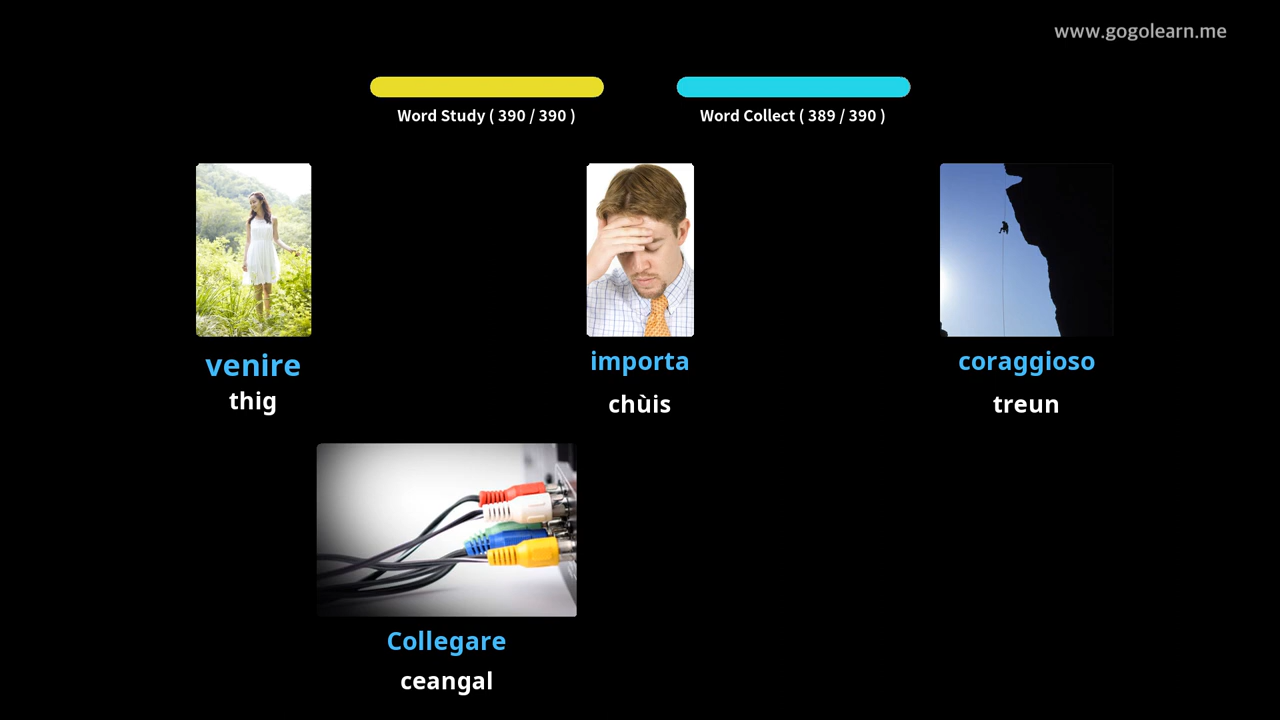 www.gogolearn.me
Word Study ( 390 / 390 )
Word Collect ( 389 / 390 )
venire
thig
importa
chùis
coraggioso
treun
Collegare
ceangal